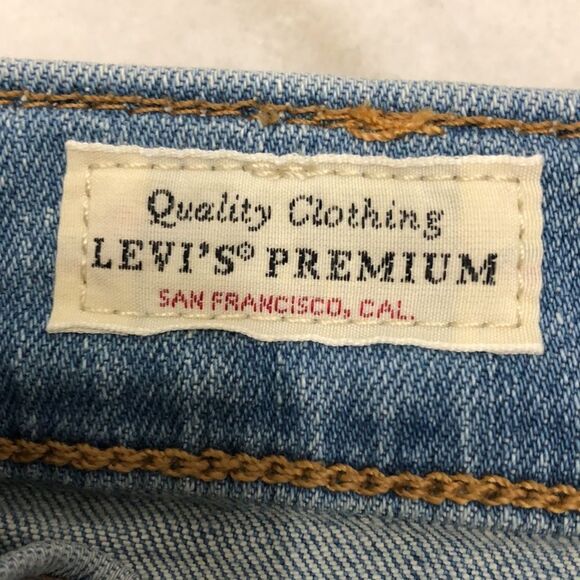 Quality Clothing
LEVI'S® PREMIUM
SAN FRANCISCO, CAL.